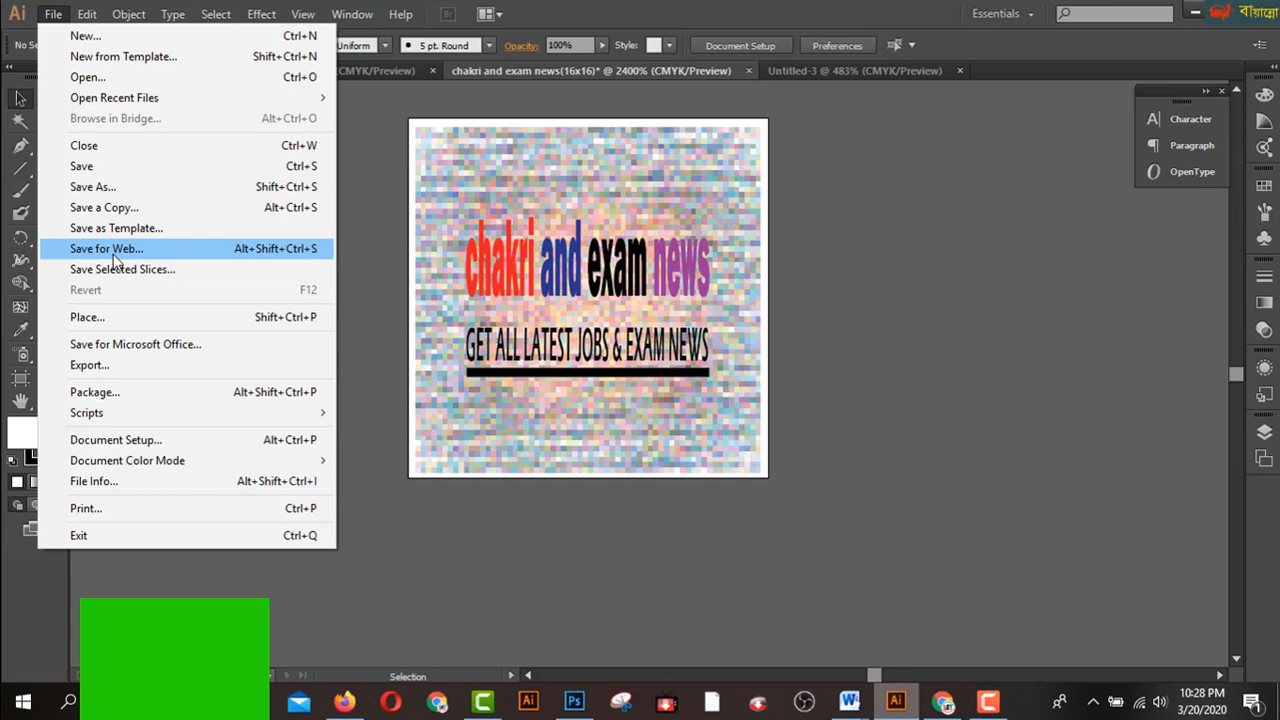 Ai File Edit Object Type Select Effect View Window Help Br Essentials বায়ান্নো
No Se Uniform 5 pt. Round Opacity: 100% Style: Document Setup Preferences
(CMYK/Preview) × chakri and exam news(16x16)* @ 2400% (CMYK/Preview) × Untitled-3 @ 483% (CMYK/Preview) ×
New... Ctrl+N
New from Template... Shift+Ctrl+N
Open... Ctrl+O
Open Recent Files
Browse in Bridge... Alt+Ctrl+O
Close Ctrl+W
Save Ctrl+S
Save As... Shift+Ctrl+S
Save a Copy... Alt+Ctrl+S
Save as Template...
Save for Web... Alt+Shift+Ctrl+S
Save Selected Slices...
Revert F12
Place... Shift+Ctrl+P
Save for Microsoft Office...
Export...
Package... Alt+Shift+Ctrl+P
Scripts
Document Setup... Alt+Ctrl+P
Document Color Mode
File Info... Alt+Shift+Ctrl+I
Print... Ctrl+P
Exit Ctrl+Q
chakri and exam news
GET ALL LATEST JOBS & EXAM NEWS
Character
Paragraph
OpenType
Selection
10:28 PM
3/20/2020